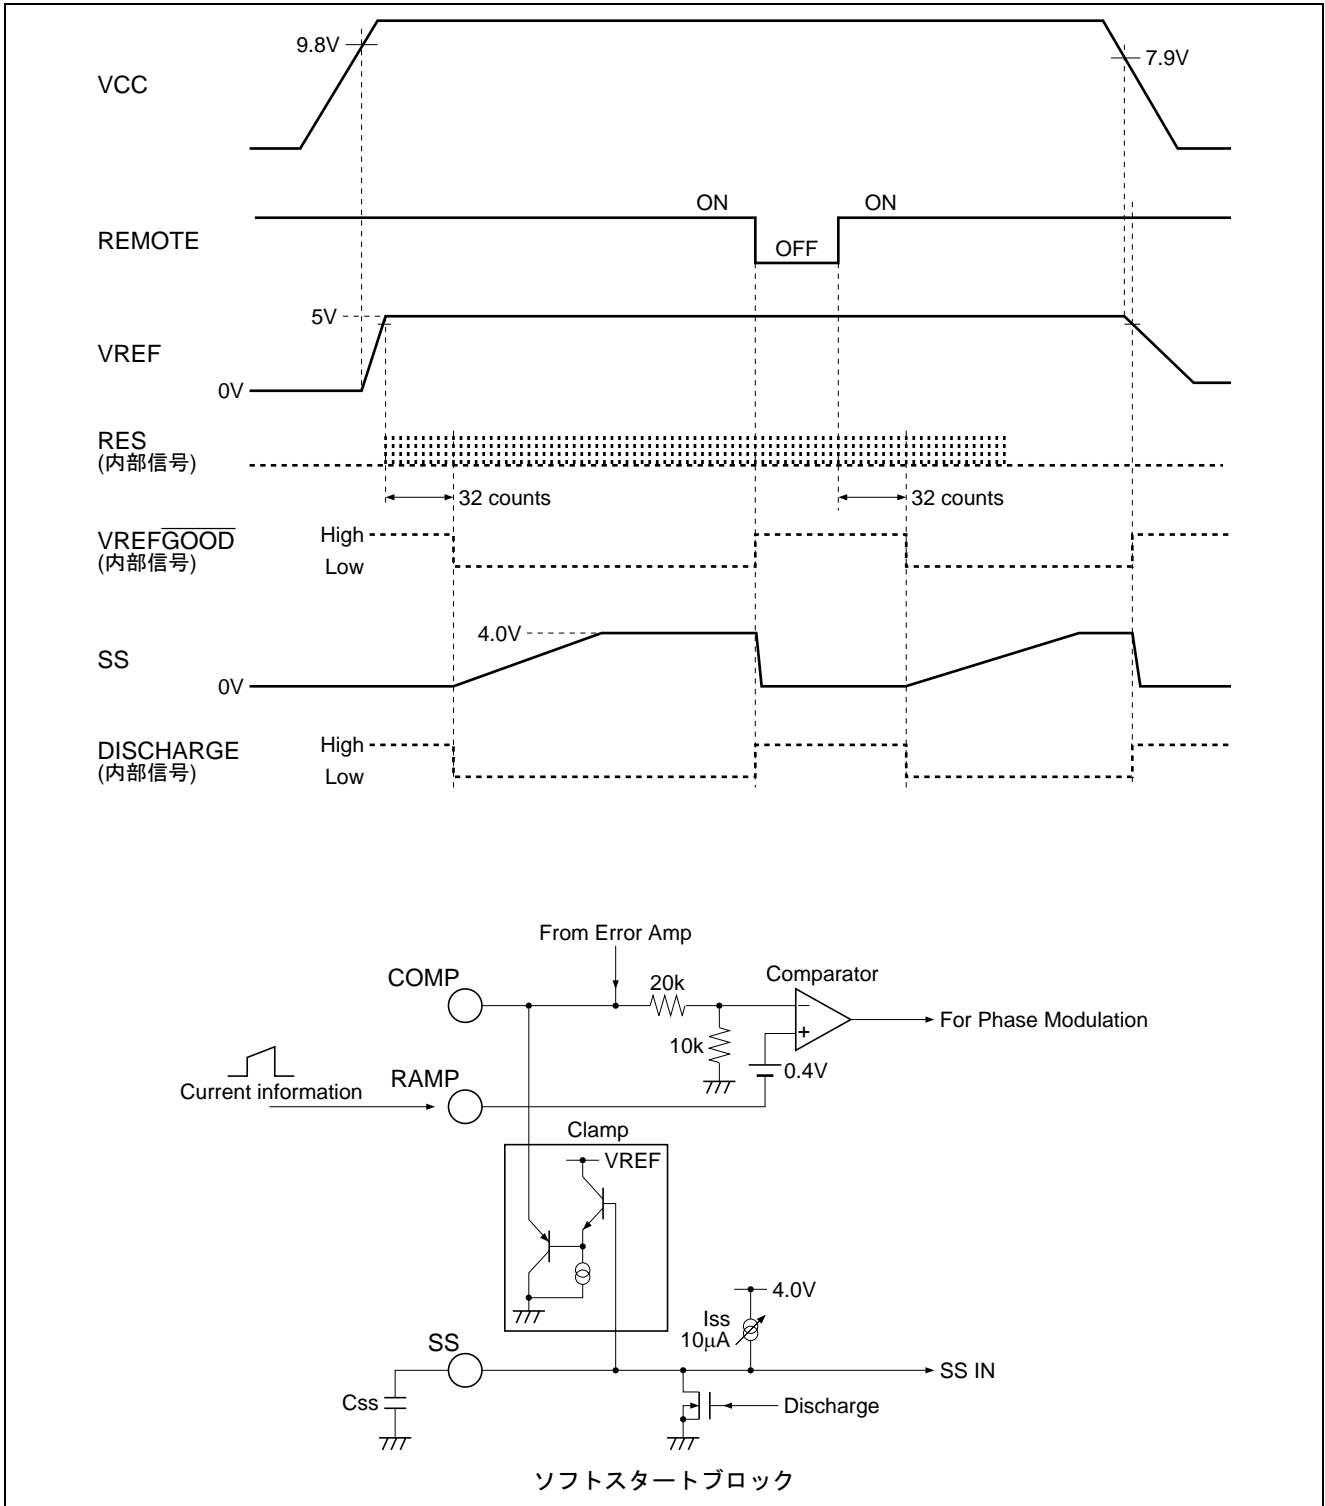 9.8V
7.9V
VCC
ON
ON
REMOTE
OFF
5V
VREF
0V
RES
(内部信号)
32 counts
32 counts
VREFGOOD
(内部信号)
High
Low
4.0V
SS
0V
DISCHARGE
(内部信号)
High
Low
From Error Amp
COMP
20k
Comparator
−
+
For Phase Modulation
10k
0.4V
RAMP
Current information
Clamp
VREF
4.0V
Iss
10μA
SS
SS IN
Css
Discharge
ソフトスタートブロック